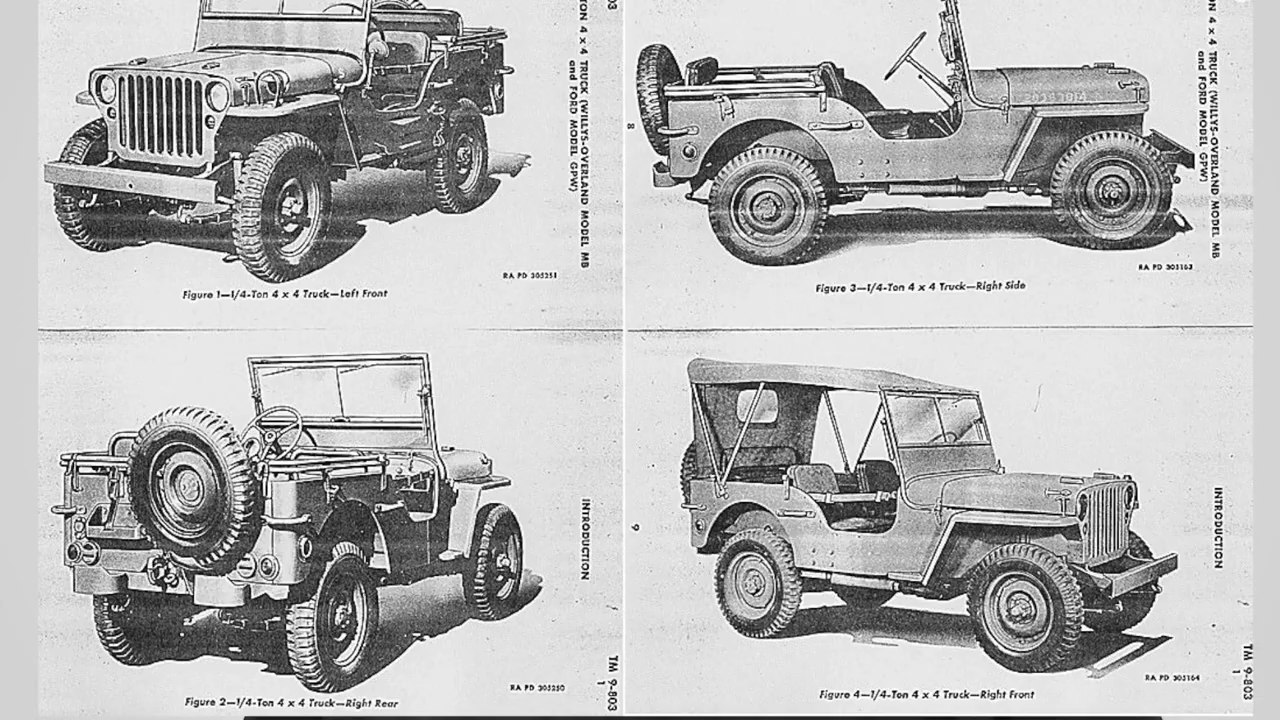 03
TON 4 x 4 TRUCK (WILLYS-OVERLAND MODEL MB
and FORD MODEL GPW)
RA PD 305251
Figure 1—1/4-Ton 4 x 4 Truck—Left Front
8
ON 4 x 4 TRUCK (WILLYS-OVERLAND MODEL MB
and FORD MODEL GPW)
RA PD 305163
Figure 3—1/4-Ton 4 x 4 Truck—Right Side
INTRODUCTION
RA PD 305250
TM 9-803
1
Figure 2—1/4-Ton 4 x 4 Truck—Right Rear
9
INTRODUCTION
RA PD 305164
TM 9-803
1
Figure 4—1/4-Ton 4 x 4 Truck—Right Front